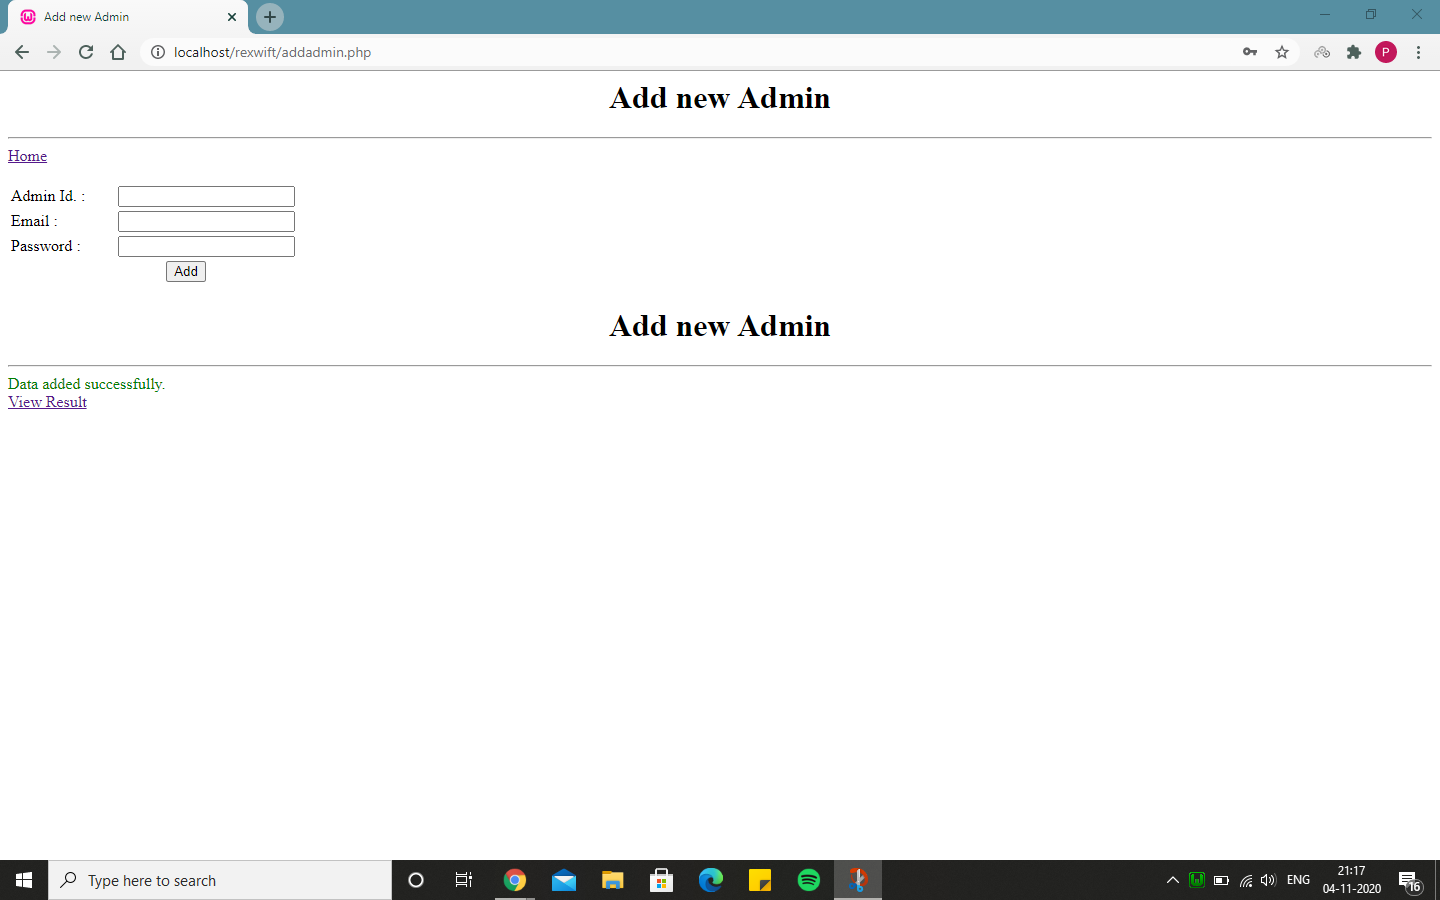 Add new Admin
localhost/rexwift/addadmin.php
P
Add new Admin
Home
Admin Id. :
Email :
Password :
Add
Add new Admin
Data added successfully.
View Result
Type here to search
ENG
21:17
04-11-2020
16